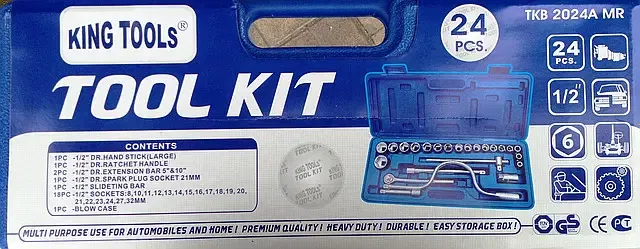 KING TOOLS®
24
PCS.
TKB 2024A MR
TOOL KIT
24
PCS.
1/2"
6
CONTENTS
1PC -1/2" DR.HAND STICK(LARGE)
1PC -1/2" DR.RATCHET HANDLE
2PC -1/2" DR.EXTENSION BAR 5"&10"
1PC -1/2" DR.SPARK PLUG SOCKET 21MM
1PC -1/2" SLIDETING BAR
18PC -1/2" SOCKETS:8,10,11,12,13,14,15,16,17,18,19,20,
21,22,23,24,27,32MM
1PC -BLOW CASE
KING TOOLS
TOOL KIT
MULTI PURPOSE USE FOR AUTOMOBILES AND HOME! PREMIUM QUALITY! HEAVY DUTY! DURABLE! EASY STORAGE BOX!
CE
GS